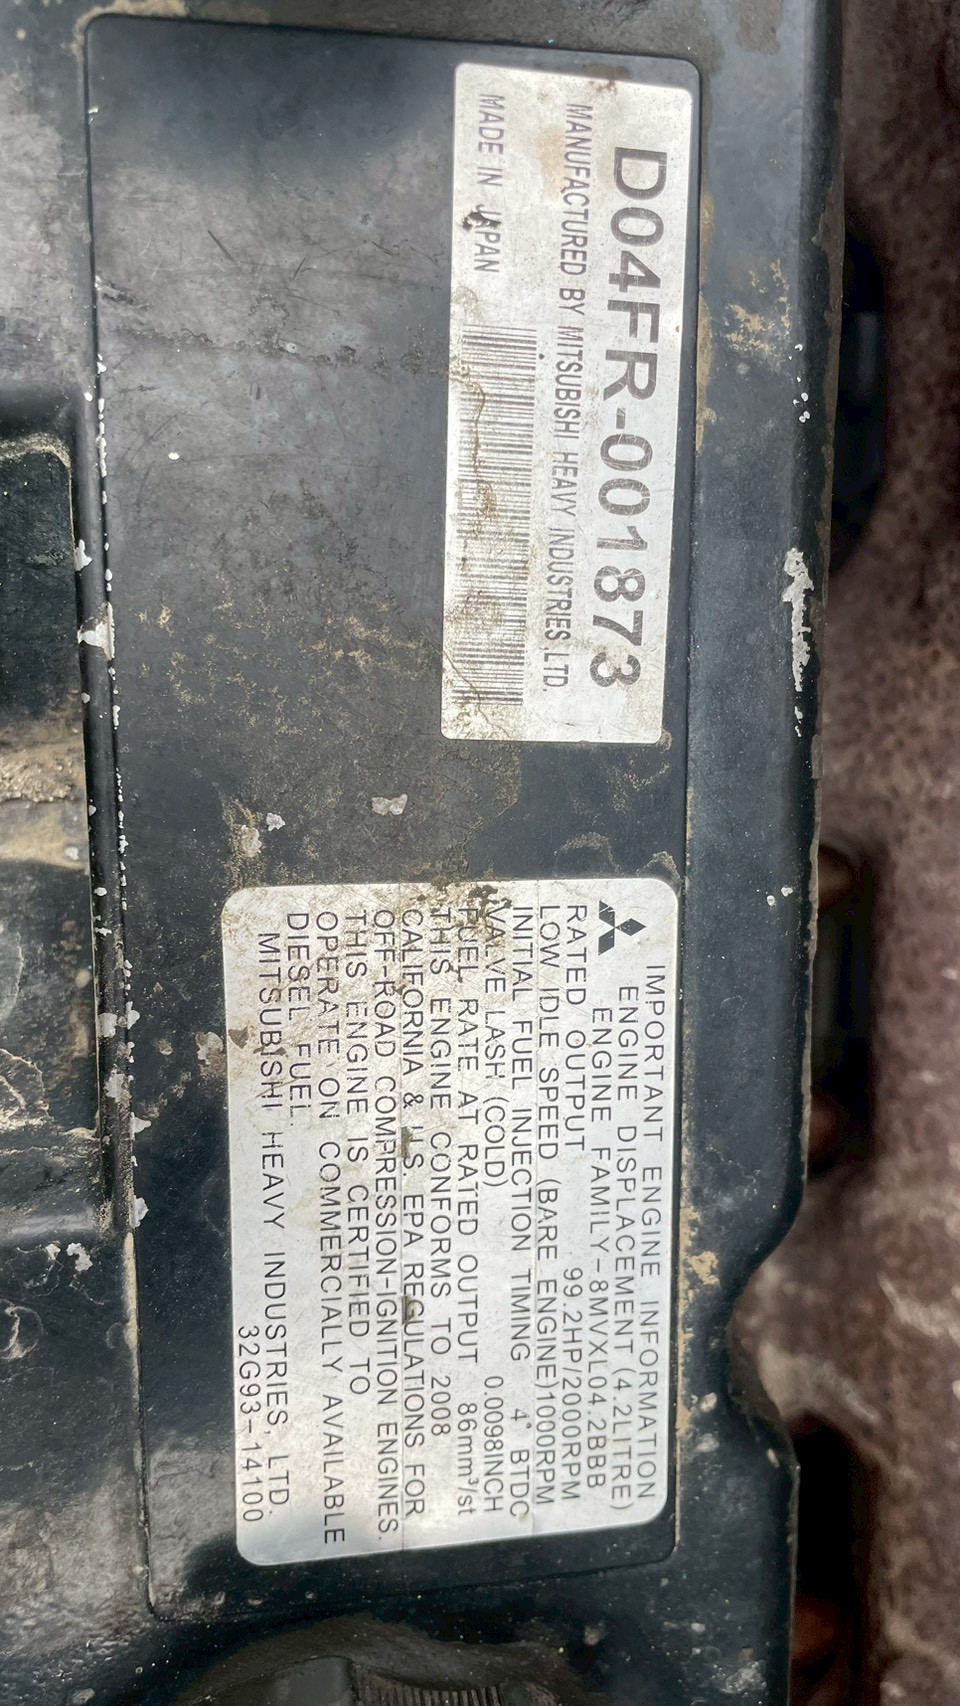 D04FR-001873
MANUFACTURED BY MITSUBISHI HEAVY INDUSTRIES LTD.
MADE IN JAPAN
IMPORTANT ENGINE INFORMATION
ENGINE DISPLACEMENT (4.2LITRE)
ENGINE FAMILY-8MVXL04.2BBB
RATED OUTPUT 99.2HP/2000RPM
LOW IDLE SPEED (BARE ENGINE)1000RPM
INITIAL FUEL INJECTION TIMING 4° BTDC
VALVE LASH (COLD) 0.0098INCH
FUEL RATE AT RATED OUTPUT 86mm³/st
THIS ENGINE CONFORMS TO 2008
CALIFORNIA & US EPA REGULATIONS FOR
OFF-ROAD COMPRESSION-IGNITION ENGINES.
THIS ENGINE IS CERTIFIED TO
OPERATE ON COMMERCIALLY AVAILABLE
DIESEL FUEL.
MITSUBISHI HEAVY INDUSTRIES, LTD.
32G93-14100